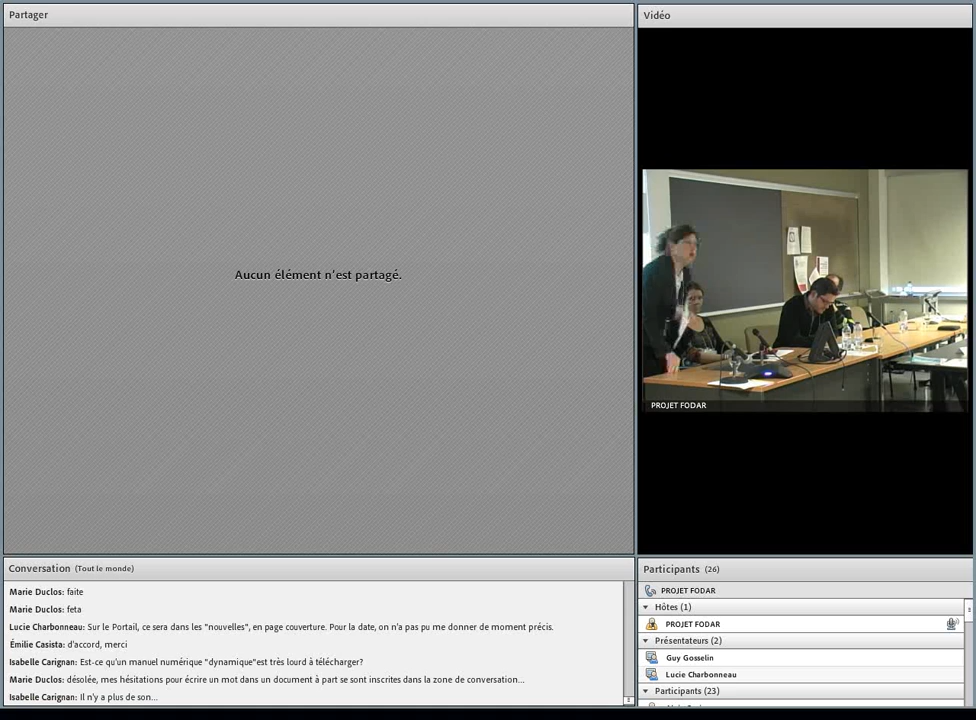 Partager
Aucun élément n'est partagé.
Vidéo
PROJET FODAR
Conversation (Tout le monde)
Marie Duclos: faite
Marie Duclos: feta
Lucie Charbonneau: Sur le Portail, ce sera dans les "nouvelles", en page couverture. Pour la date, on n'a pas pu me donner de moment précis.
Émilie Casista: d'accord, merci
Isabelle Carignan: Est-ce qu'un manuel numérique "dynamique"est très lourd à télécharger?
Marie Duclos: désolée, mes hésitations pour écrire un mot dans un document à part se sont inscrites dans la zone de conversation...
Isabelle Carignan: Il n'y a plus de son...
Participants (26)
PROJET FODAR
Hôtes (1)
PROJET FODAR
Présentateurs (2)
Guy Gosselin
Lucie Charbonneau
Participants (23)